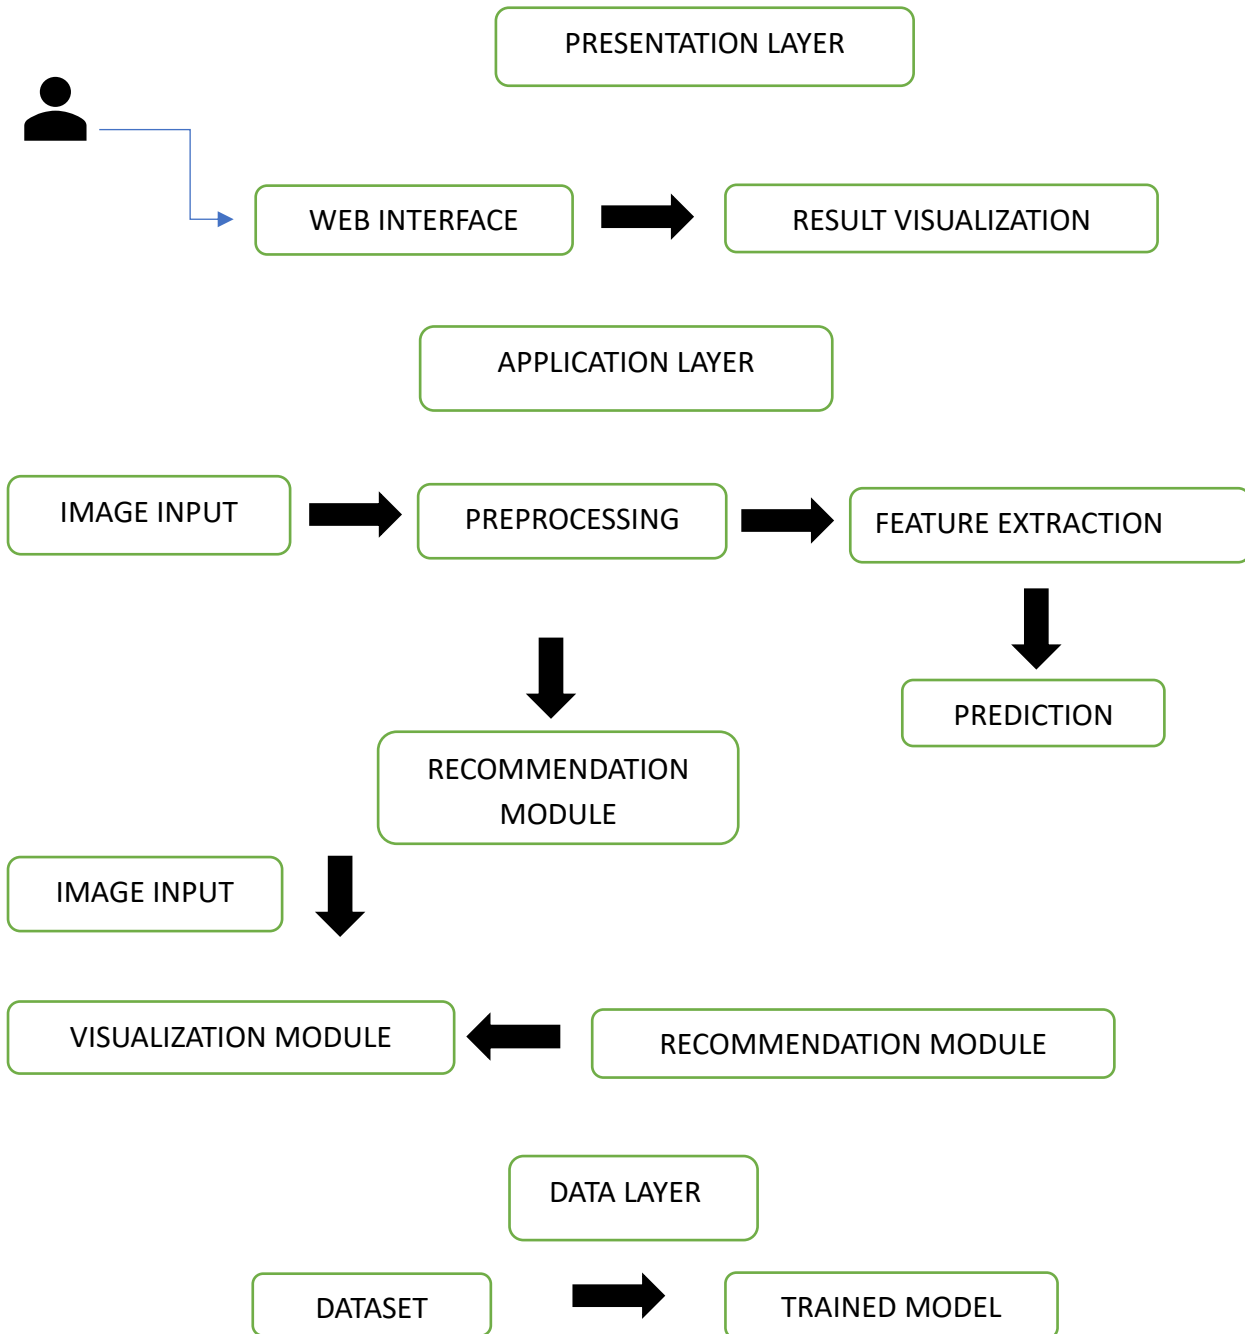 PRESENTATION LAYER
WEB INTERFACE
RESULT VISUALIZATION
APPLICATION LAYER
IMAGE INPUT
PREPROCESSING
FEATURE EXTRACTION
PREDICTION
RECOMMENDATION
MODULE
IMAGE INPUT
VISUALIZATION MODULE
RECOMMENDATION MODULE
DATA LAYER
DATASET
TRAINED MODEL